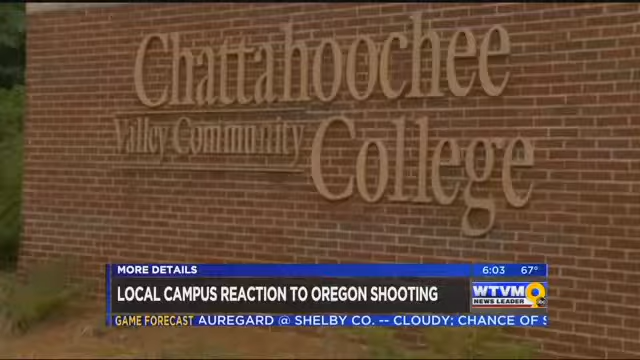 Chattahoochee
Valley Community College
MORE DETAILS
6:03 67°
LOCAL CAMPUS REACTION TO OREGON SHOOTING
WTVM 9
NEWS LEADER
GAME FORECAST AUREGARD @ SHELBY CO. -- CLOUDY; CHANCE OF S